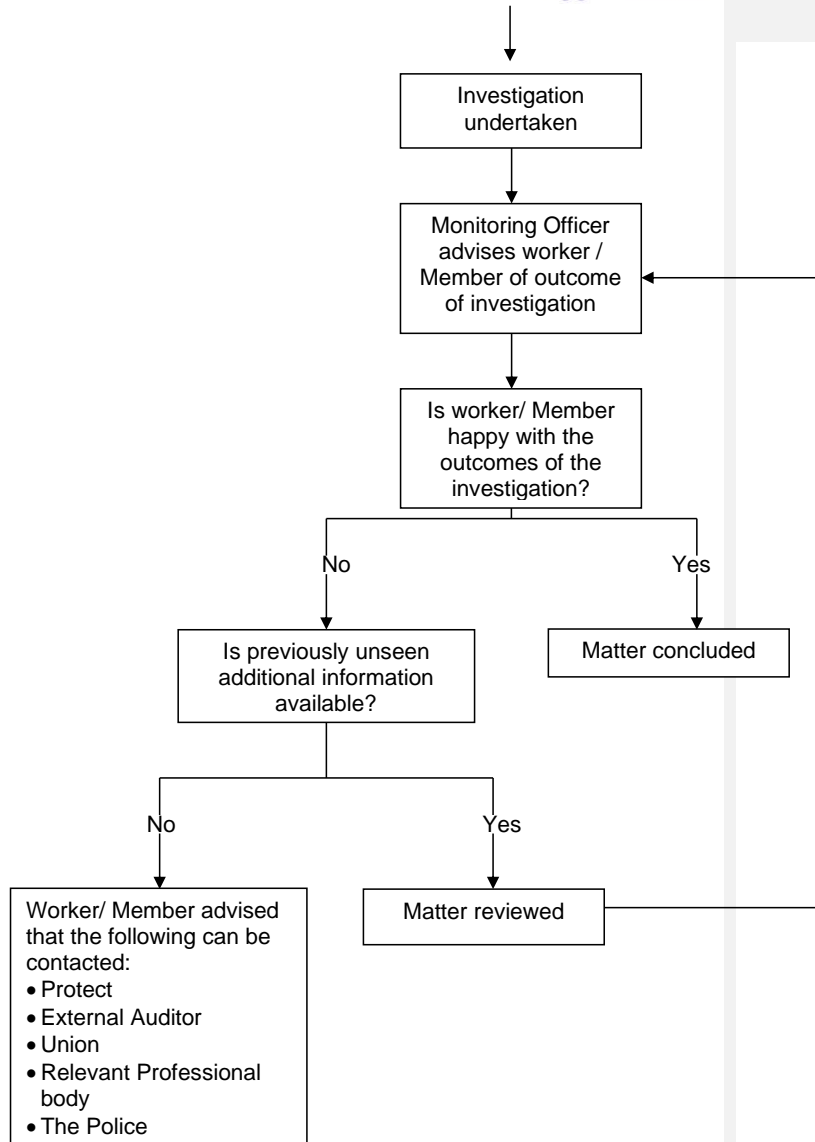 Investigation
undertaken
Monitoring Officer
advises worker /
Member of outcome
of investigation
Is worker/ Member
happy with the
outcomes of the
investigation?
No
Yes
Is previously unseen
additional information
available?
Matter concluded
No
Yes
Worker/ Member advised
that the following can be
contacted:
• Protect
• External Auditor
• Union
• Relevant Professional
body
• The Police
Matter reviewed